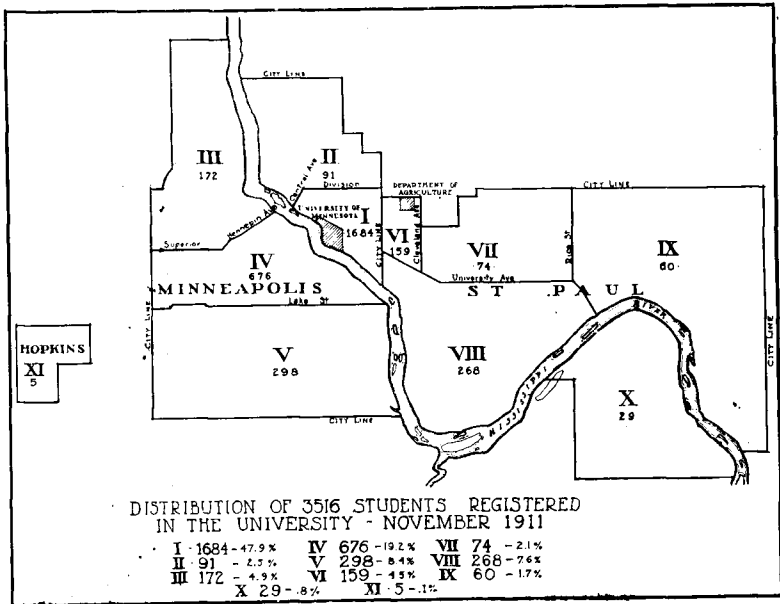 CITY LINE
III
172
II
91
Division
Central Ave
Hennepin Ave
UNIVERSITY OF
MINNESOTA
I
1684
DEPARTMENT OF
AGRICULTURE
CITY LINE
CITY LINE
VI
159
Cleveland Ave
VII
74
Rice St
IX
60
Superior
IV
676
University Ave
MINNEAPOLIS
ST. PAUL
Lake St
CITY LINE
CITY LINE
HOPKINS
XI
5
V
298
VIII
268
MISSISSIPPI
RIVER
X
29
CITY LINE
DISTRIBUTION OF 3516 STUDENTS REGISTERED
IN THE UNIVERSITY - NOVEMBER 1911
I - 1684 - 47.9% IV 676 - 19.2% VII 74 - 2.1%
II 91 - 2.5% V 298 - 8.4% VIII 268 - 7.6%
III 172 - 4.9% VI 159 - 4.5% IX 60 - 1.7%
X 29 - .8% XI - 5 - .1%